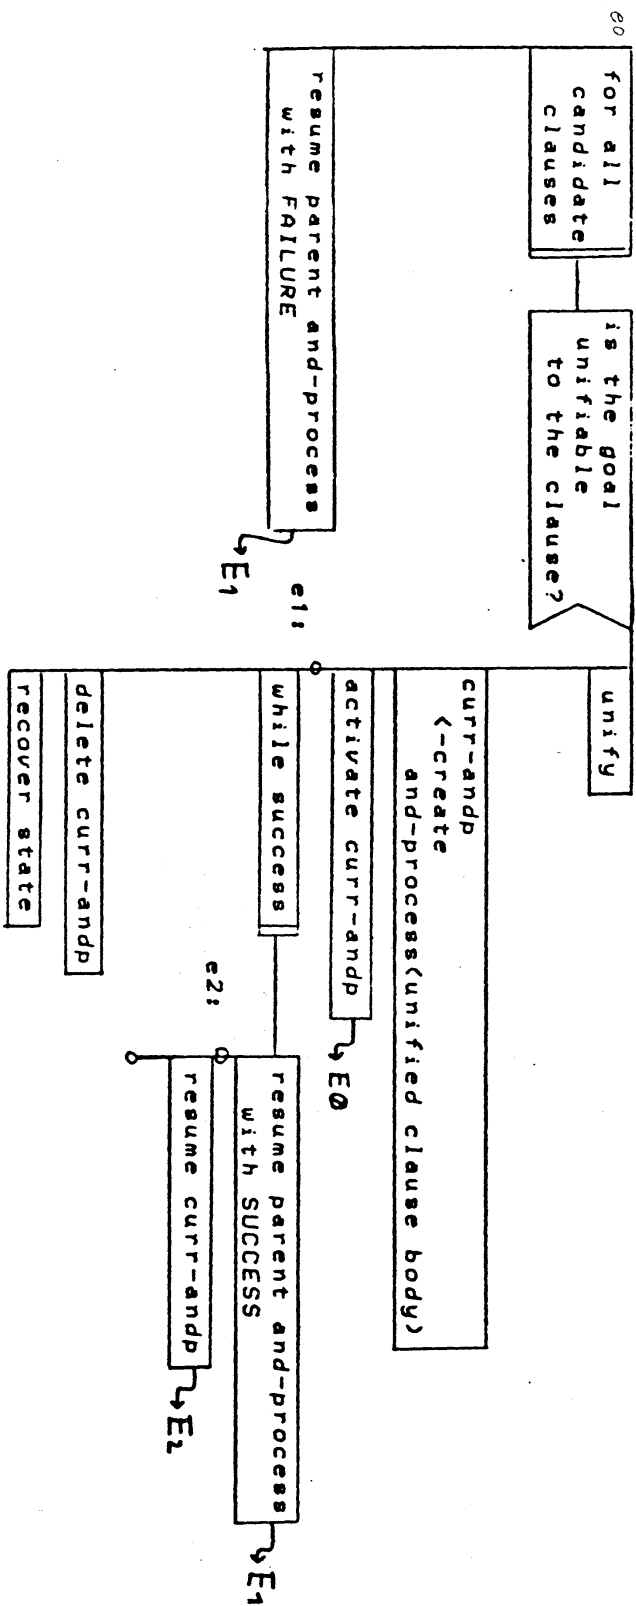 e0
for all
candidate
clauses
is the goal
unifiable
to the clause?
unify
curr-andp
<-create
and-process(unified clause body)
activate curr-andp
E0
e1:
while success
resume parent and-process
with SUCCESS
E1
e2:
resume curr-andp
E2
delete curr-andp
recover state
resume parent and-process
with FAILURE
E1